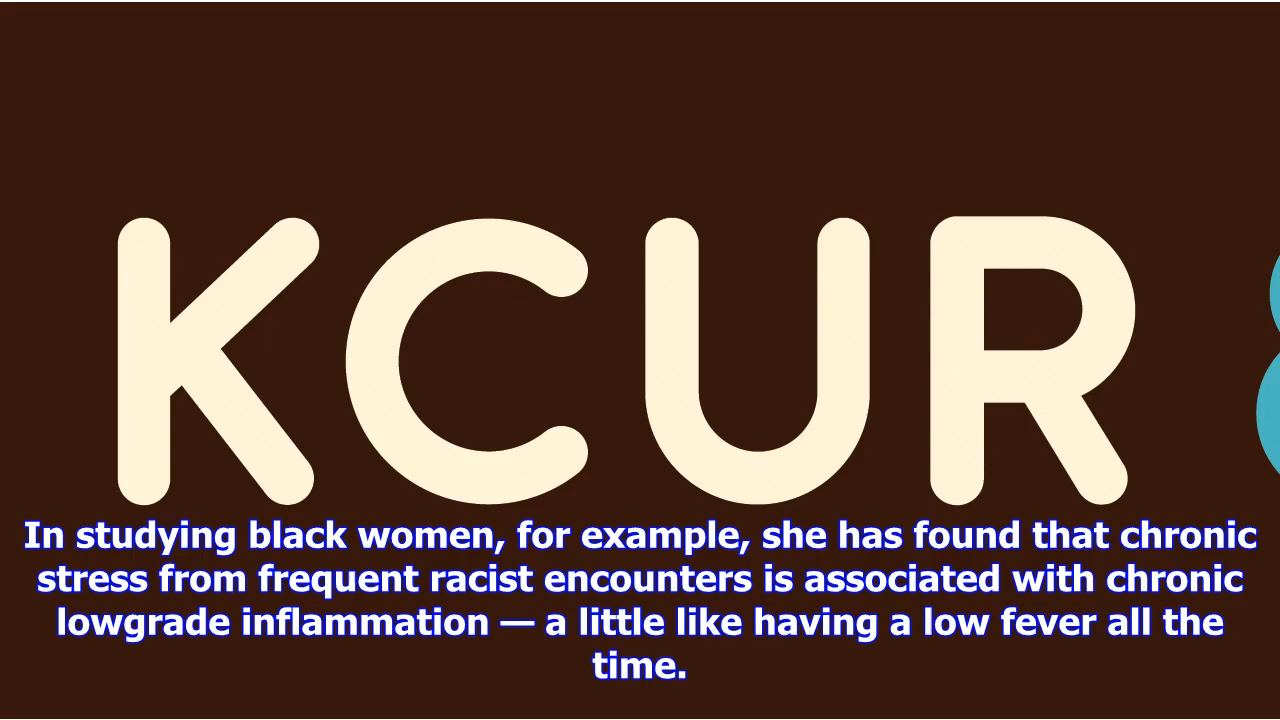 KCUR
In studying black women, for example, she has found that chronic
stress from frequent racist encounters is associated with chronic
lowgrade inflammation — a little like having a low fever all the
time.